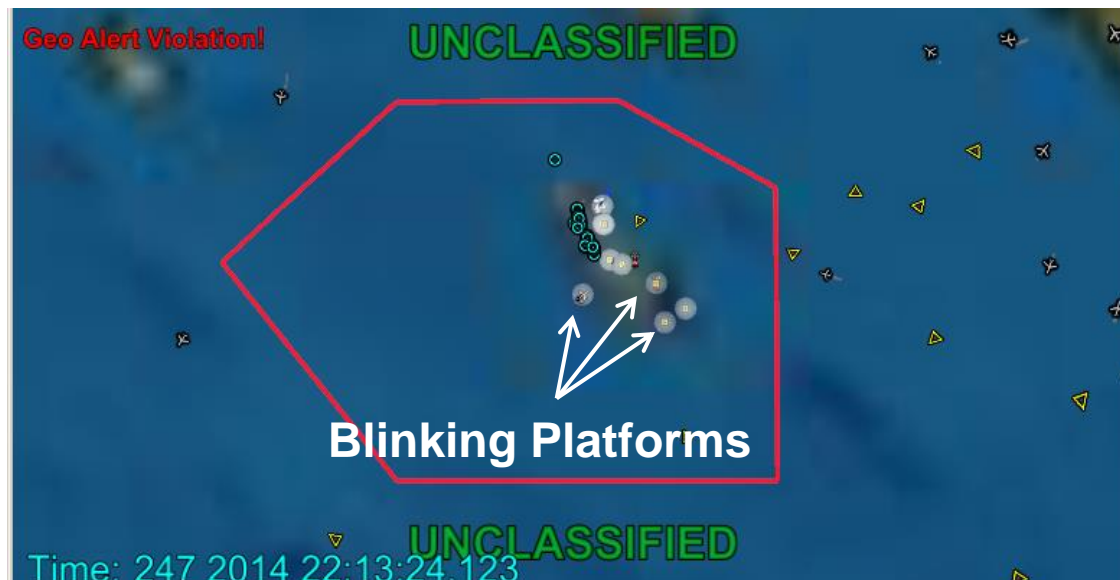 Geo Alert Violation!
UNCLASSIFIED
Blinking Platforms
UNCLASSIFIED
Time: 247 2014 22:13:24.123